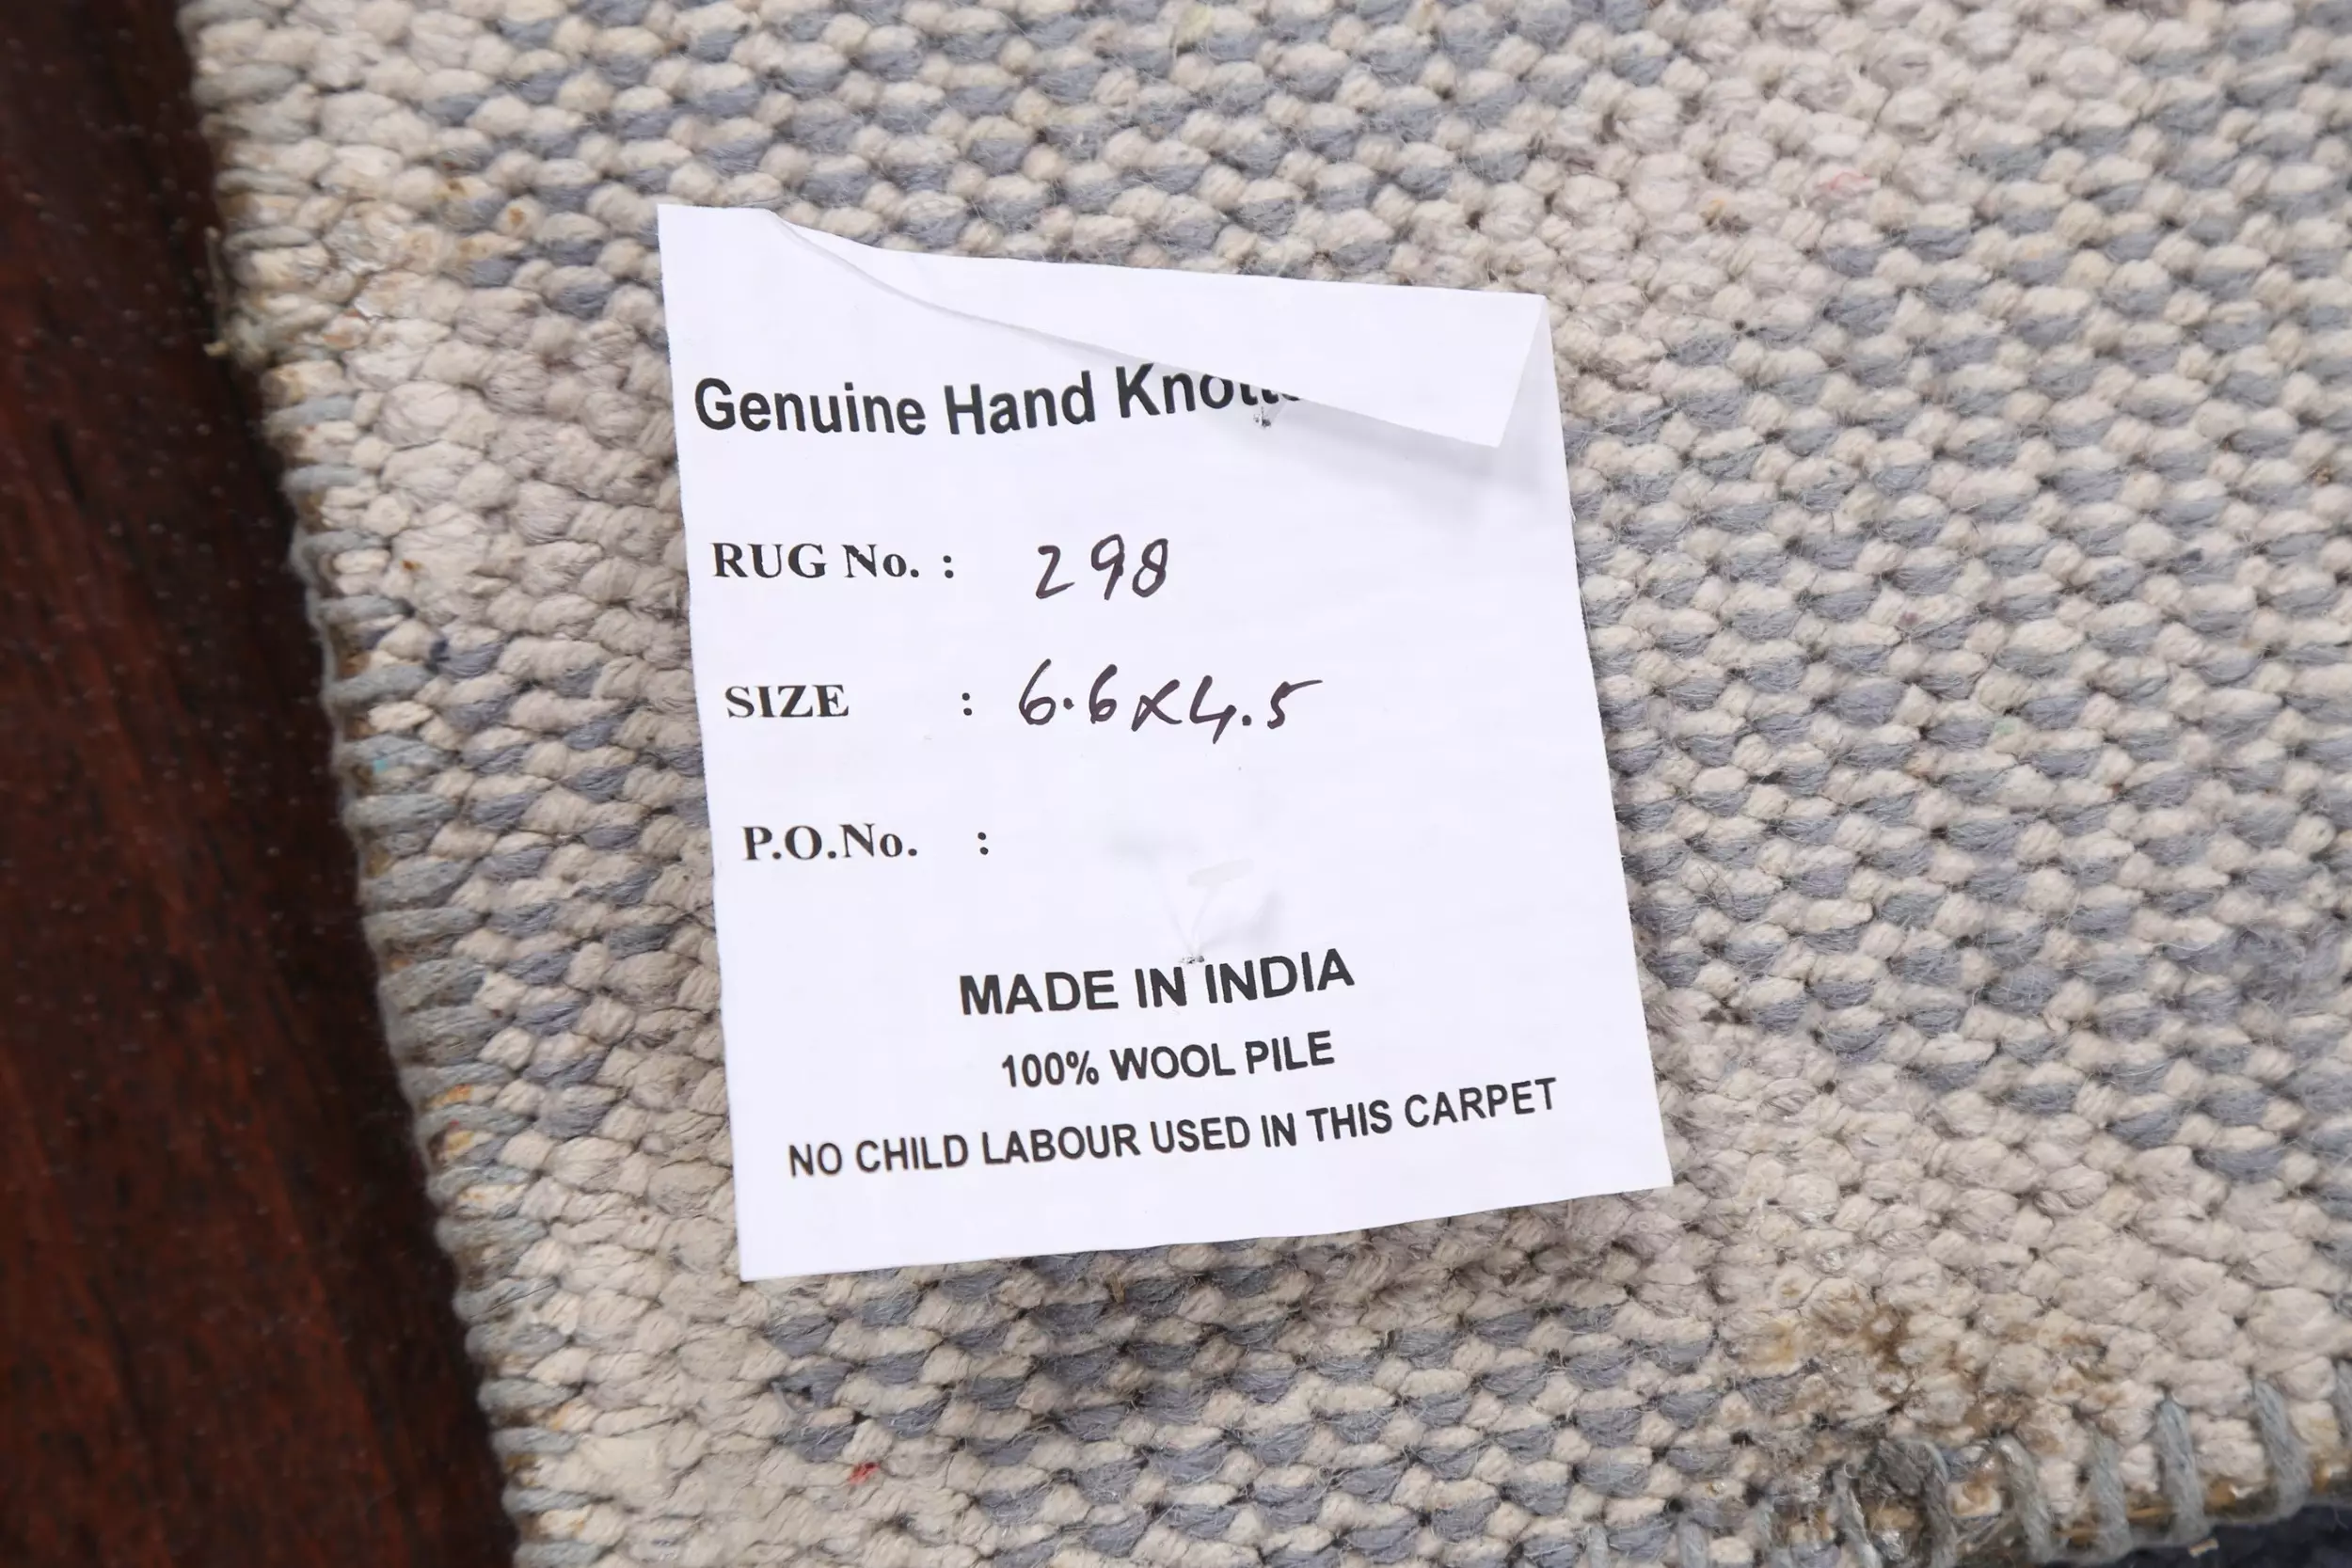 Genuine Hand
RUG No. : 298
SIZE : 6.6x4.5
P.O.No. :
MADE IN INDIA
100% WOOL PILE
NO CHILD LABOUR USED IN THIS CARPET